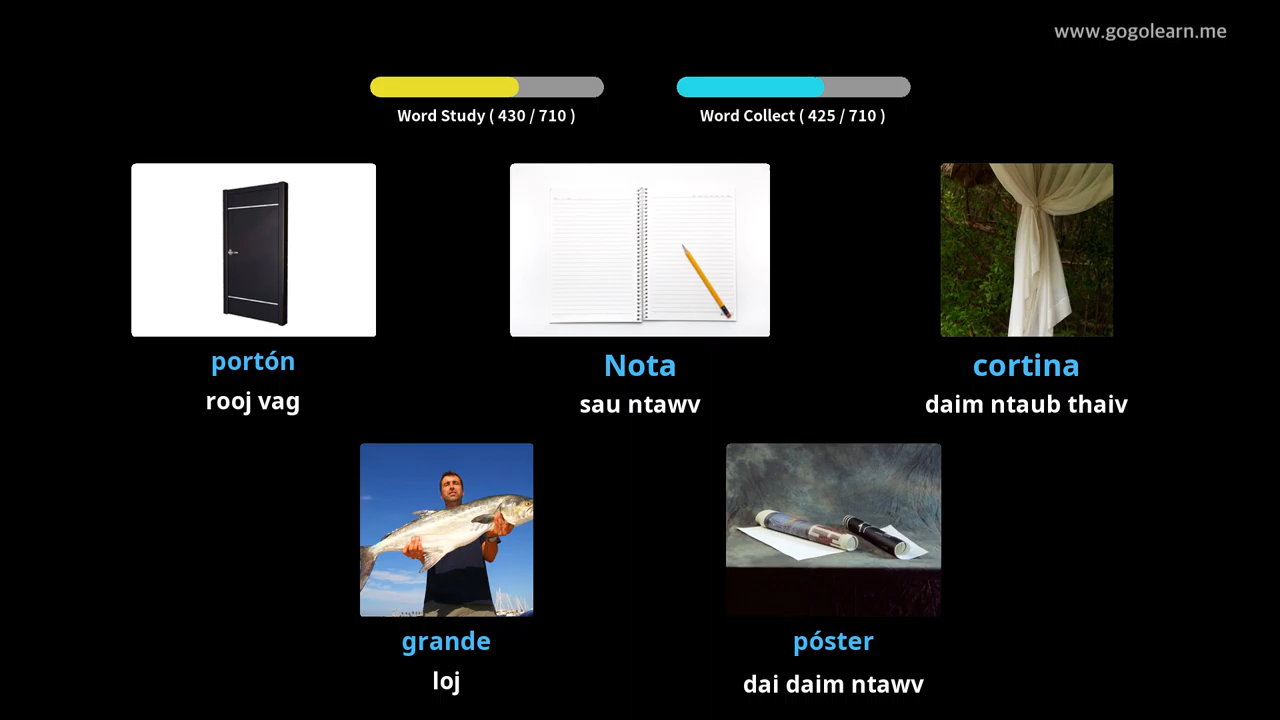 www.gogolearn.me
Word Study ( 430 / 710 )
Word Collect ( 425 / 710 )
portón
rooj vag
Nota
sau ntawv
cortina
daim ntaub thaiv
grande
loj
póster
dai daim ntawv